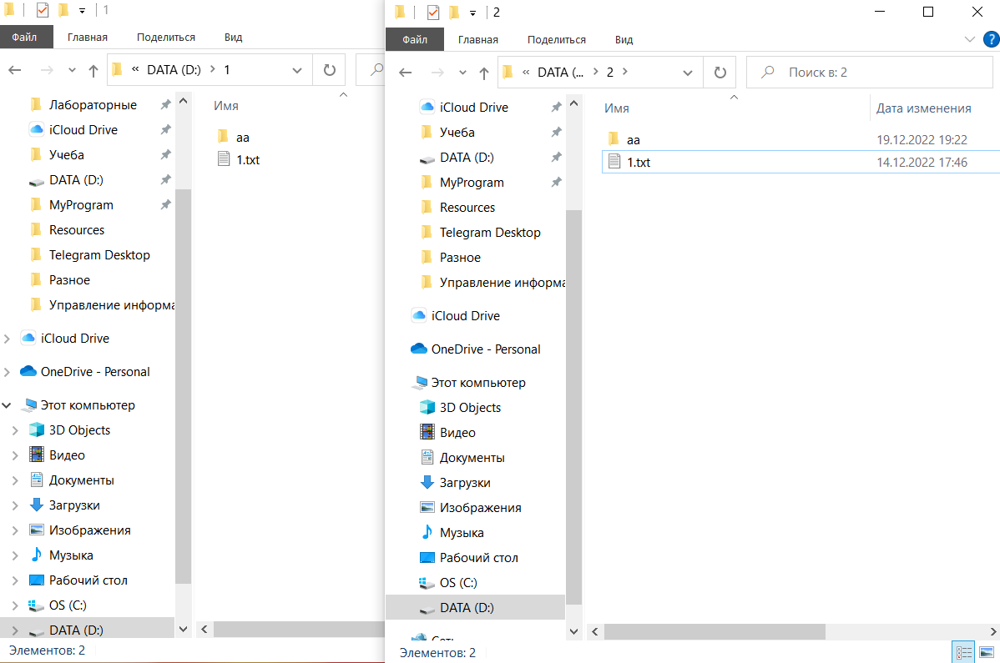 1
Файл Главная Поделиться Вид
« DATA (D:) > 1
Лабораторные
iCloud Drive
Учеба
DATA (D:)
MyProgram
Resources
Telegram Desktop
Разное
Управление информа
iCloud Drive
OneDrive - Personal
Этот компьютер
3D Objects
Видео
Документы
Загрузки
Изображения
Музыка
Рабочий стол
OS (C:)
DATA (D:)
Имя
aa
1.txt
Элементов: 2
2
Файл Главная Поделиться Вид
?
« DATA (... > 2 >
Поиск в: 2
iCloud Drive
Учеба
DATA (D:)
MyProgram
Resources
Telegram Desktop
Разное
Управление информа
iCloud Drive
OneDrive - Personal
Этот компьютер
3D Objects
Видео
Документы
Загрузки
Изображения
Музыка
Рабочий стол
OS (C:)
DATA (D:)
Сеть
Имя Дата изменения
aa 19.12.2022 19:22
1.txt 14.12.2022 17:46
Элементов: 2